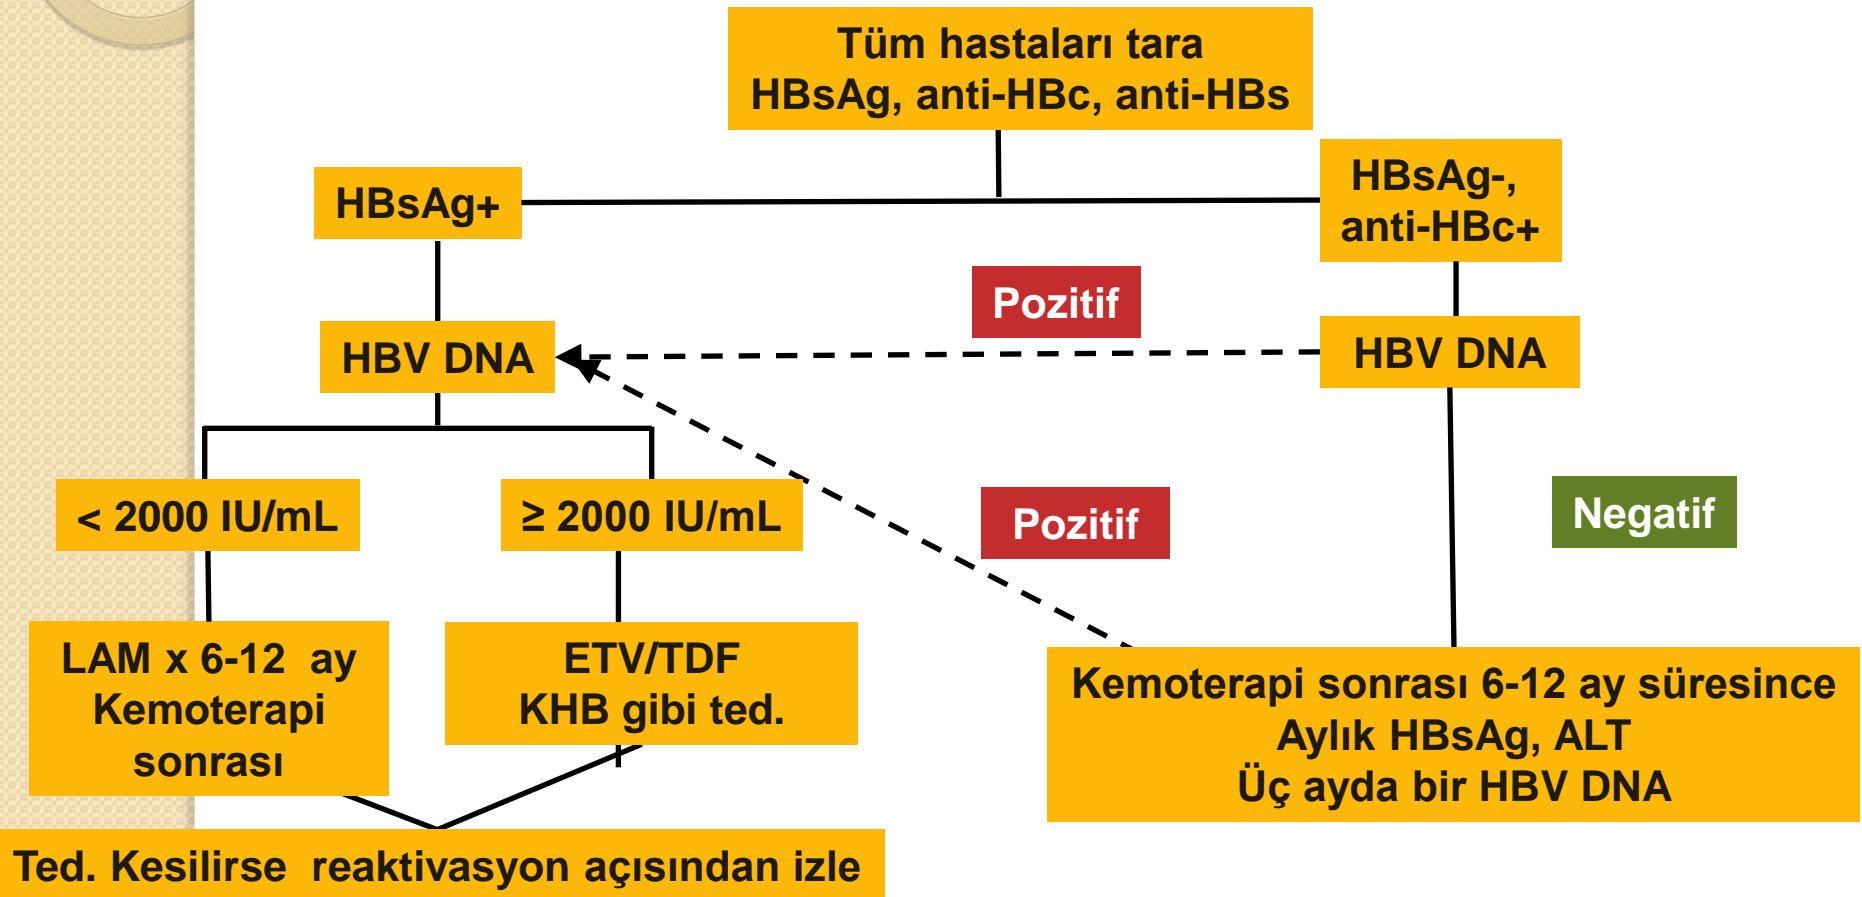 Tüm hastaları tara
HBsAg, anti-HBc, anti-HBs
HBsAg+
HBsAg-,
anti-HBc+
Pozitif
HBV DNA
HBV DNA
< 2000 IU/mL
≥ 2000 IU/mL
Pozitif
Negatif
LAM x 6-12 ay
Kemoterapi
sonrası
ETV/TDF
KHB gibi ted.
Kemoterapi sonrası 6-12 ay süresince
Aylık HBsAg, ALT
Üç ayda bir HBV DNA
Ted. Kesilirse reaktivasyon açısından izle